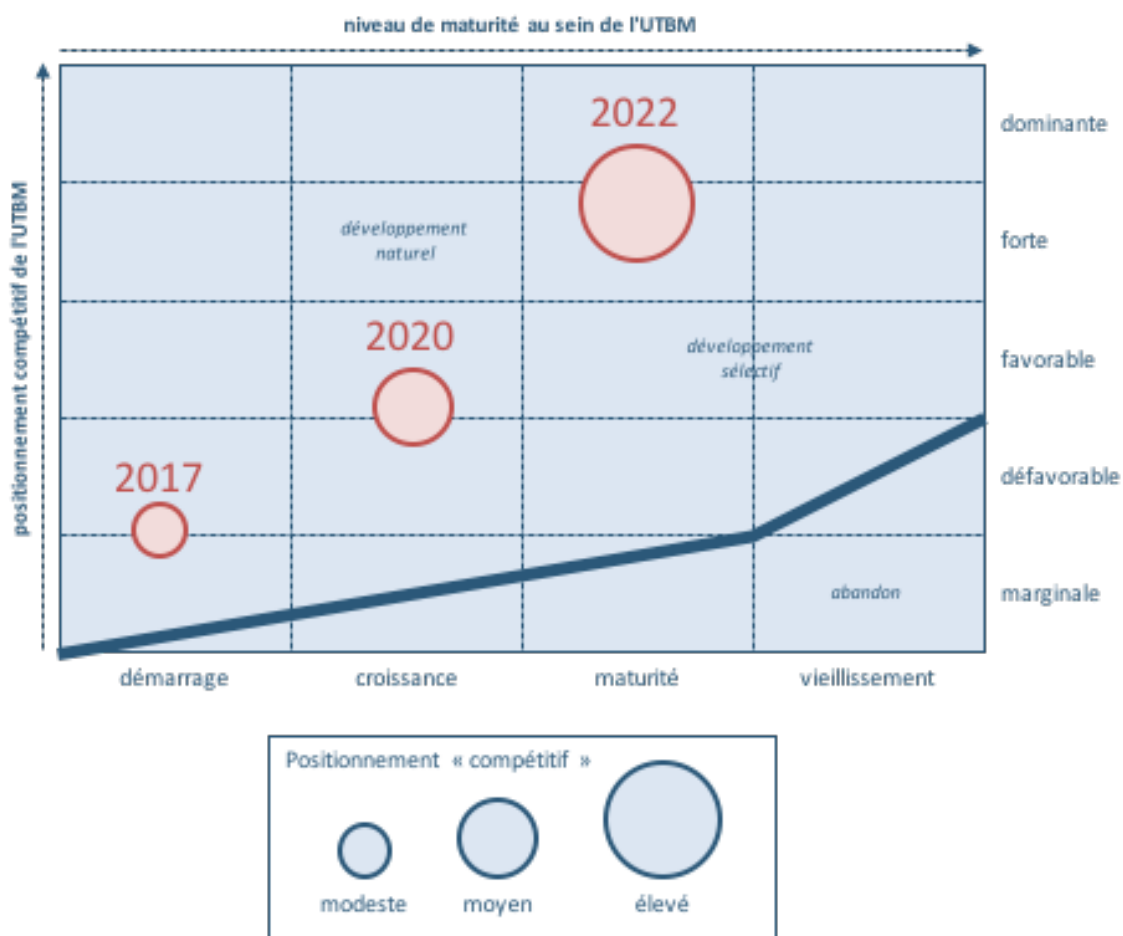 niveau de maturité au sein de l'UTBM
positionnement compétitif de l'UTBM
2022
dominante
développement
naturel
forte
2020
développement
sélectif
favorable
2017
défavorable
abandon
marginale
démarrage
croissance
maturité
vieillissement
Positionnement « compétitif »
modeste
moyen
élevé